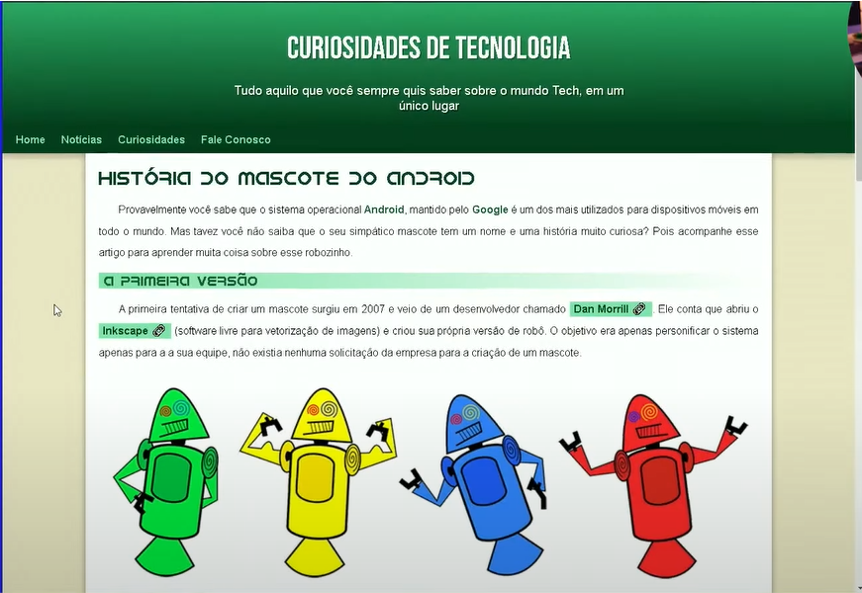 CURIOSIDADES DE TECNOLOGIA
Tudo aquilo que você sempre quis saber sobre o mundo Tech, em um
único lugar
Home Notícias Curiosidades Fale Conosco
História do Mascote do Android
Provavelmente você sabe que o sistema operacional Android, mantido pelo Google é um dos mais utilizados para dispositivos móveis em
todo o mundo. Mas tavez você não saiba que o seu simpático mascote tem um nome e uma história muito curiosa? Pois acompanhe esse
artigo para aprender muita coisa sobre esse robozinho.
A primeira versão
A primeira tentativa de criar um mascote surgiu em 2007 e veio de um desenvolvedor chamado Dan Morrill. Ele conta que abriu o
Inkscape (software livre para vetorização de imagens) e criou sua própria versão de robô. O objetivo era apenas personificar o sistema
apenas para a a sua equipe, não existia nenhuma solicitação da empresa para a criação de um mascote.